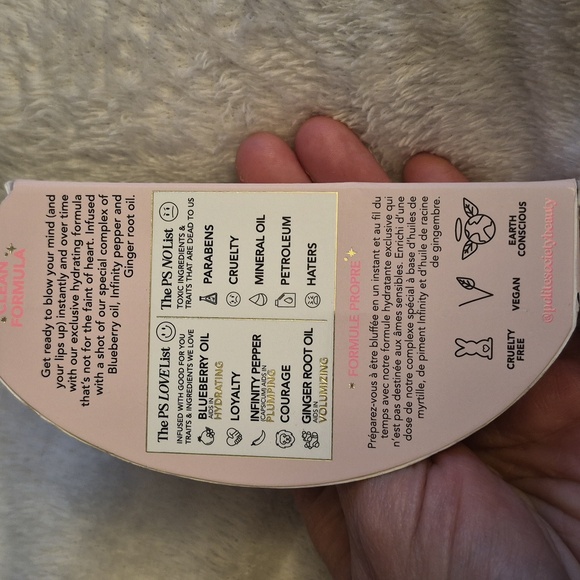 CLEAN
FORMULA
Get ready to blow your mind (and
your lips up) instantly and over time
with our exclusive hydrating formula
that's not for the faint of heart. Infused
with a shot of our special complex of
Blueberry oil, Infinity pepper and
Ginger root oil.
The PS LOVE List
INFUSED WITH GOOD FOR YOU
TRAITS & INGREDIENTS WE LOVE
BLUEBERRY OIL
AIDS IN
HYDRATING
LOYALTY
INFINITY PEPPER
(CAPSICUM) AIDS IN
PLUMPING
COURAGE
GINGER ROOT OIL
AIDS IN
VOLUMIZING
The PS NO List
TOXIC INGREDIENTS &
TRAITS THAT ARE DEAD TO US
PARABENS
CRUELTY
MINERAL OIL
PETROLEUM
HATERS
FORMULE PROPRE
Préparez-vous à être bluffée en un instant et au fil du
temps avec notre formule hydratante exclusive qui
n'est pas destinée aux âmes sensibles. Enrichi d'une
dose de notre complexe spécial à base d'huiles de
myrtille, de piment Infinity et d'huile de racine
de gingembre.
CRUELTY
FREE
VEGAN
EARTH
CONSCIOUS
@politesocietybeauty